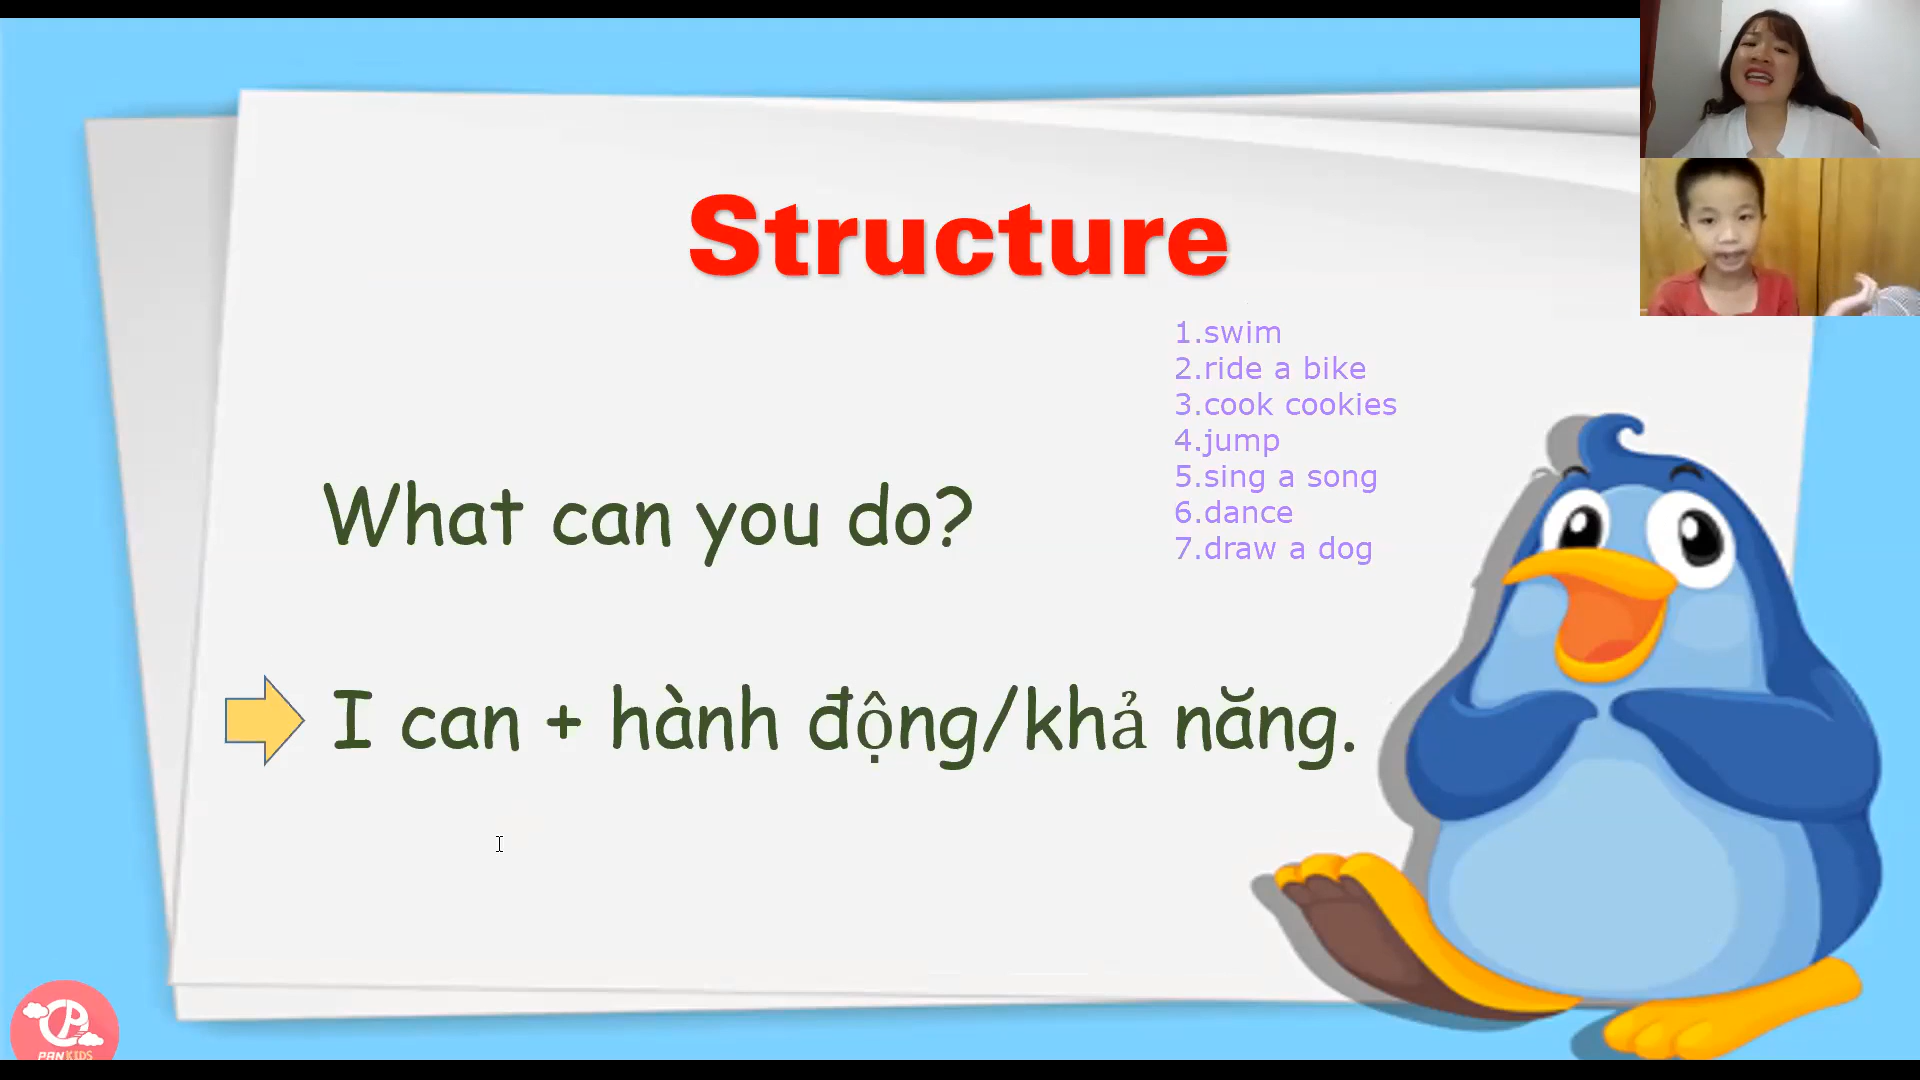 Structure
1.swim
2.ride a bike
3.cook cookies
4.jump
5.sing a song
6.dance
7.draw a dog
What can you do?
I can + hành động/khả năng.
PANKIDS